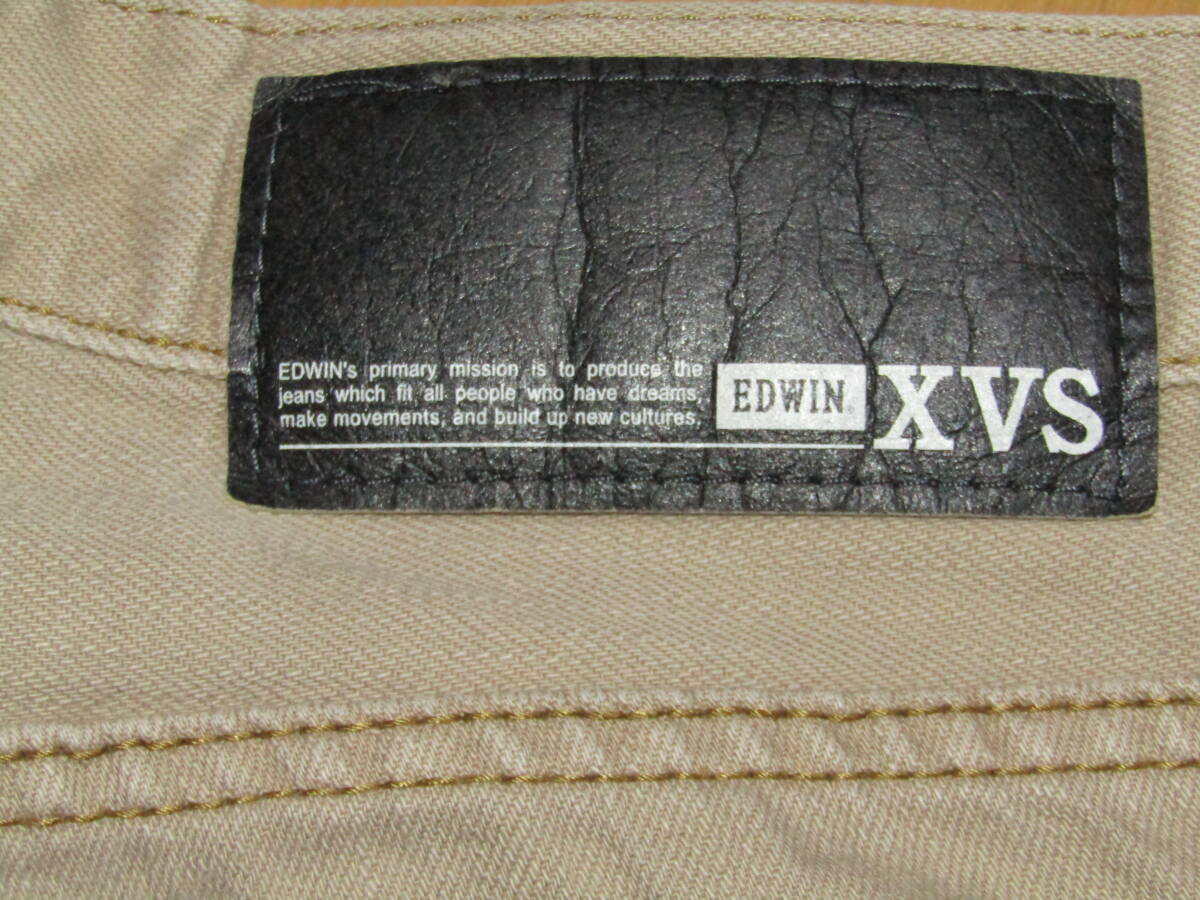 EDWIN's primary mission is to produce the
jeans which fit all people who have dreams,
make movements, and build up new cultures.
EDWIN XVS